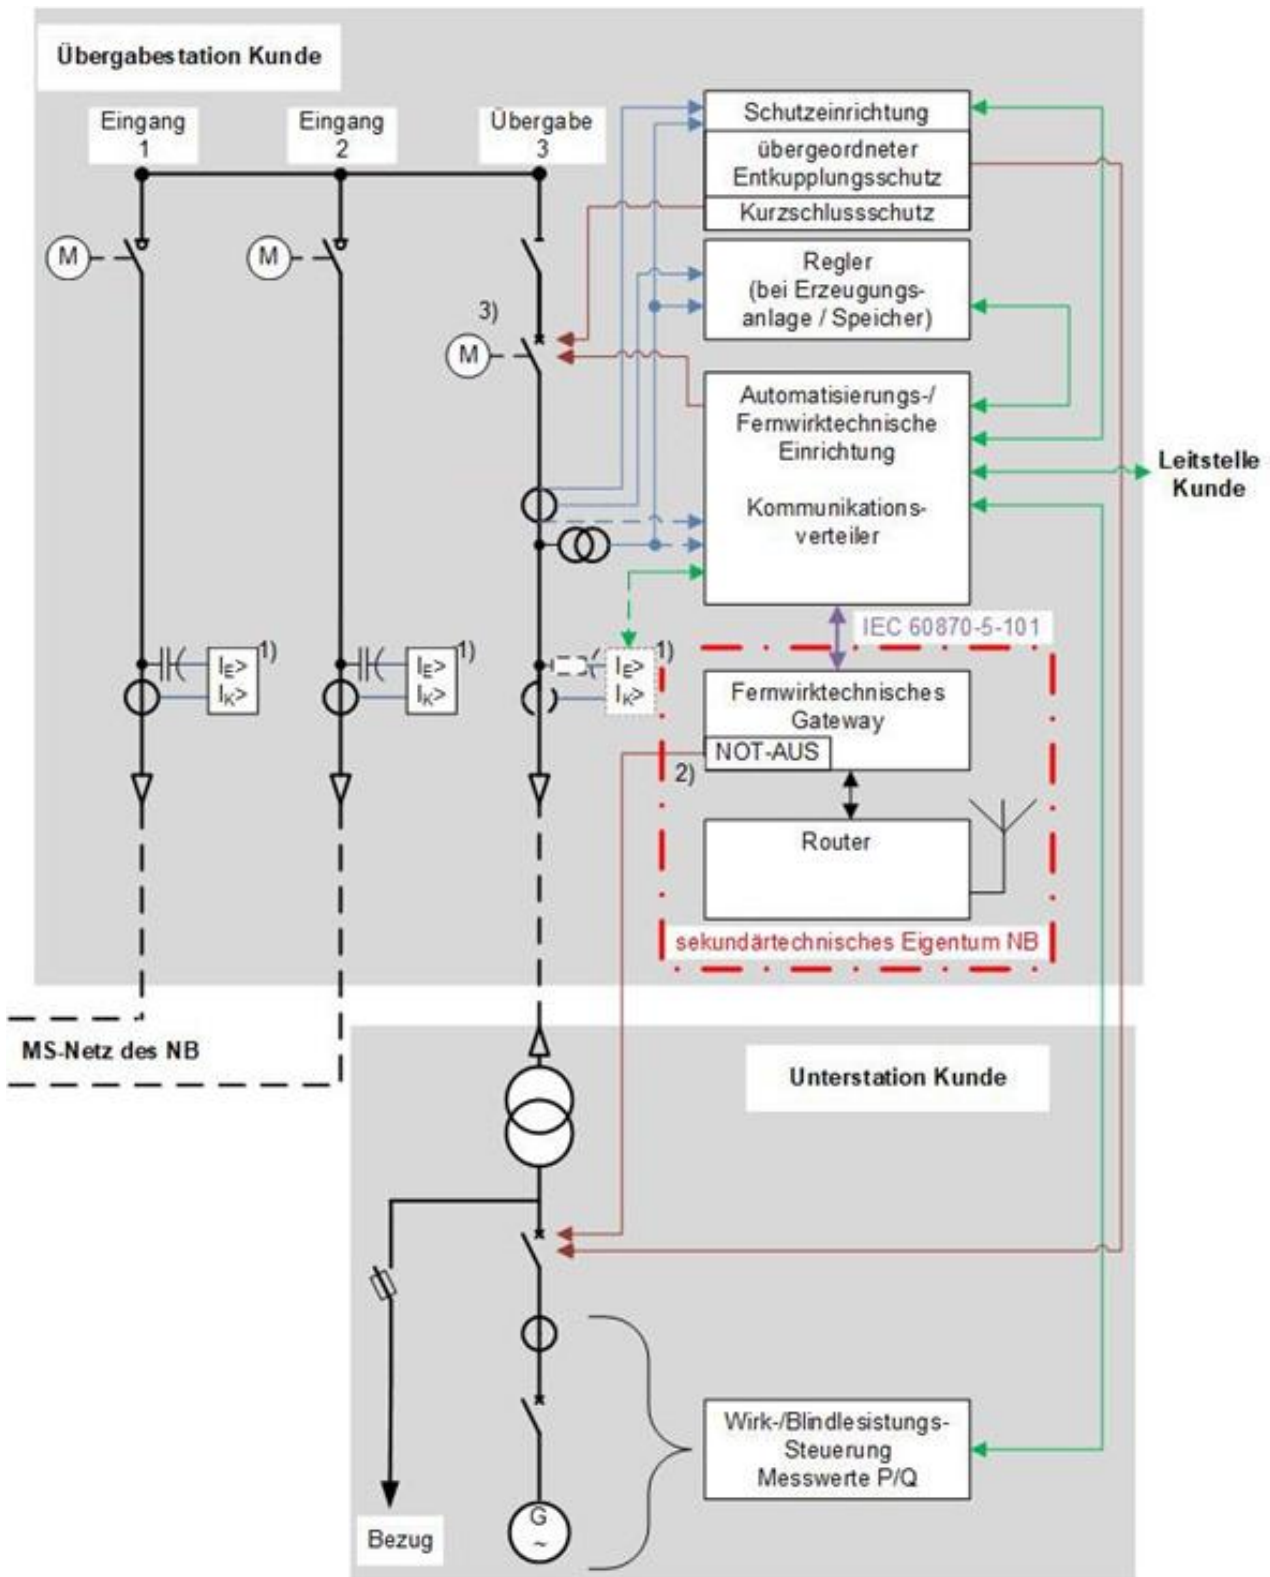 Übergabestation Kunde
Eingang
1
Eingang
2
Übergabe
3
Schutzeinrichtung
übergeordneter
Entkupplungsschutz
Kurzschlussschutz
M
M
Regler
(bei Erzeugungs-
anlage / Speicher)
3)
M
Automatisierungs-/
Fernwirktechnische
Einrichtung
Kommunikations-
verteiler
Leitstelle
Kunde
IEC 60870-5-101
IE>
IK>
1)
IE>
IK>
1)
IE>
IK>
1)
Fernwirktechnisches
Gateway
NOT-AUS
2)
Router
sekundärtechnisches Eigentum NB
MS-Netz des NB
Unterstation Kunde
Wirk-/Blindlesistungs-
Steuerung
Messwerte P/Q
G
~
Bezug